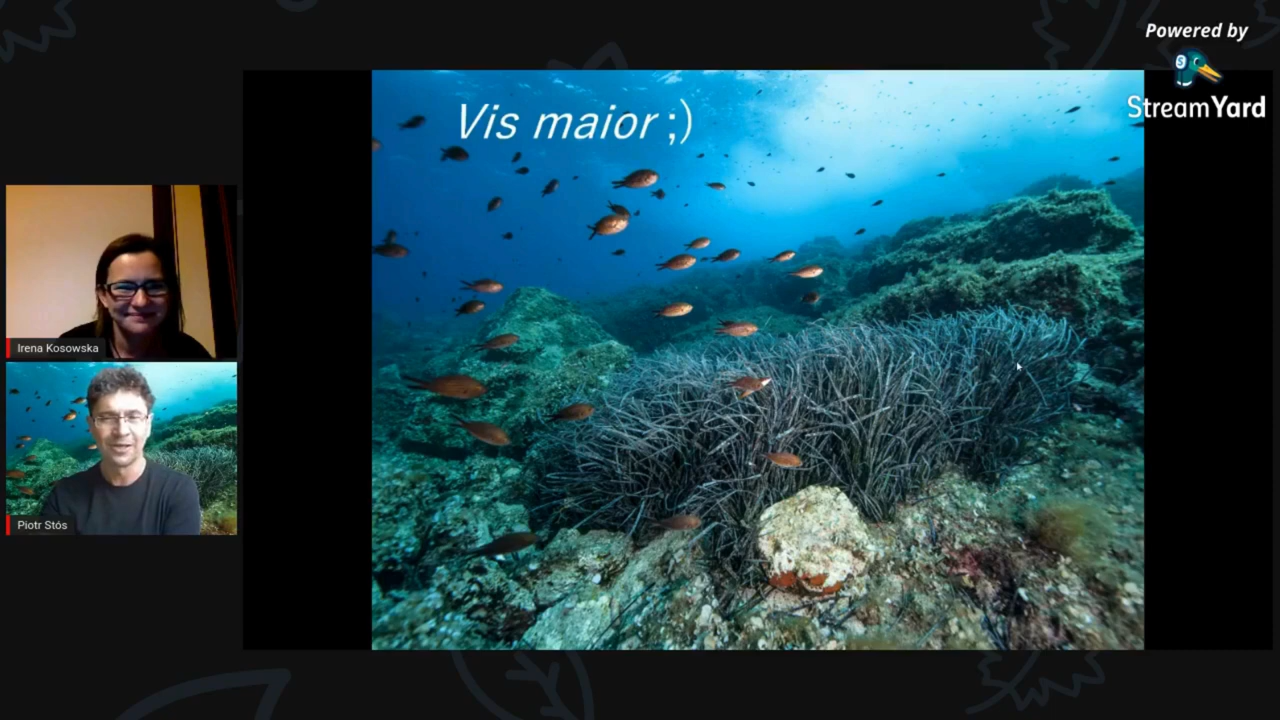 Powered by
StreamYard
Vis maior ;)
Irena Kosowska
Piotr Stós